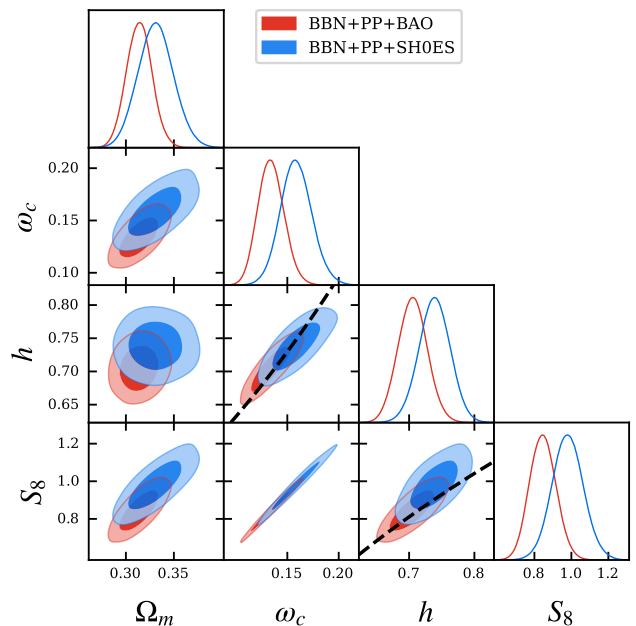 BBN+PP+BAO
BBN+PP+SH0ES
ω_c
0.20
0.15
0.10
h
0.80
0.75
0.70
0.65
S_8
1.2
1.0
0.8
0.30 0.35
0.15 0.20
0.7 0.8
0.8 1.0 1.2
Ω_m ω_c h S_8